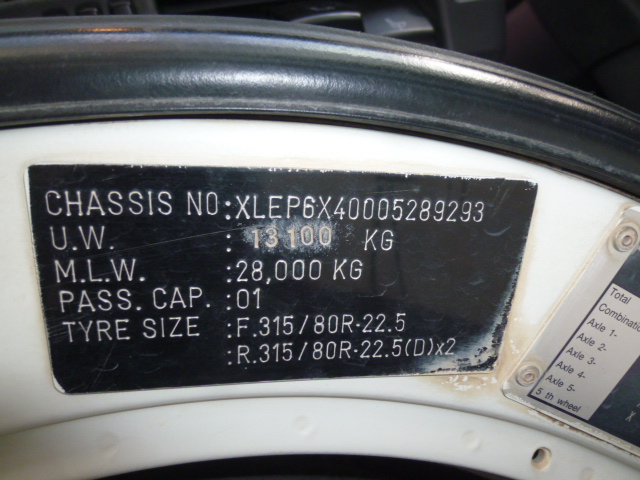 CHASSIS NO:XLEP6X40005289293
U.W. : 13100 KG
M.L.W. :28,000 KG
PASS. CAP. :01
TYRE SIZE :F.315/80R-22.5
:R.315/80R-22.5(D)x2
Total
Combinatio
Axle 1-
Axle 2-
Axle 3-
Axle 4-
Axle 5-
5 th wheel
X